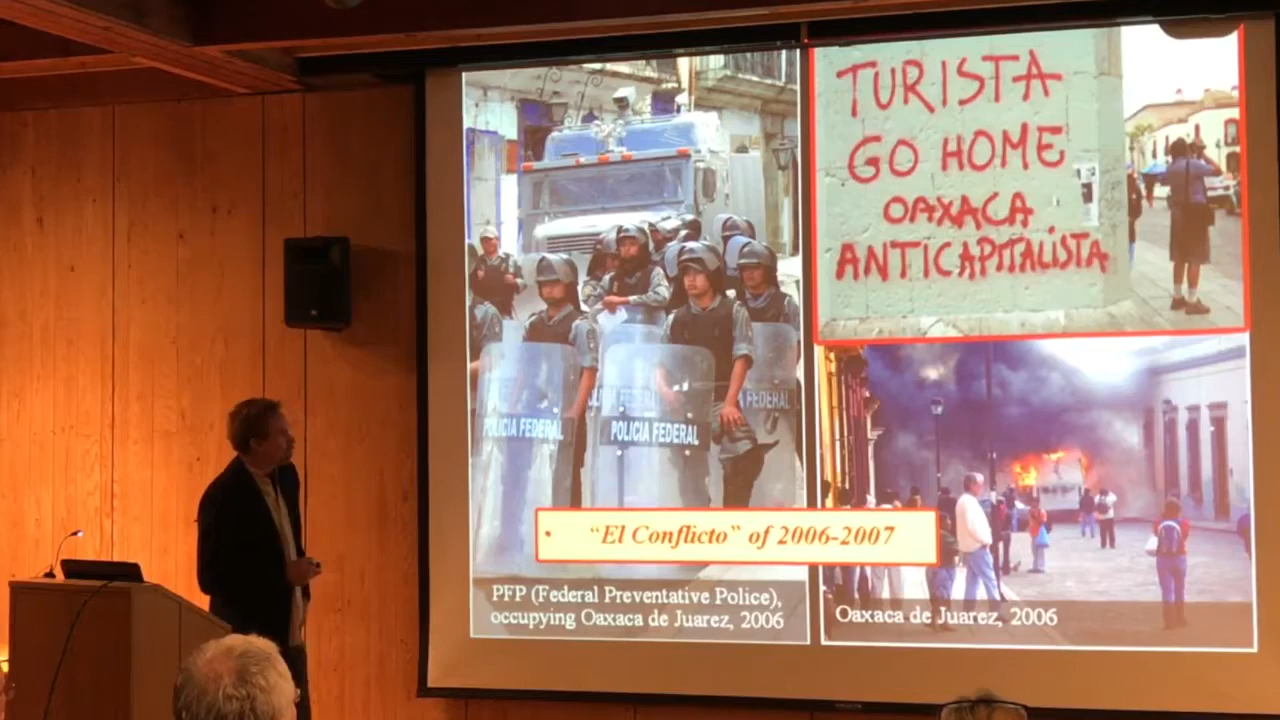 TURISTA
GO HOME
OAXACA
ANTICAPITALISTA
POLICIA FEDERAL
POLICIA FEDERAL
A FEDERAL
• “El Conflicto” of 2006-2007
PFP (Federal Preventative Police),
occupying Oaxaca de Juarez, 2006
Oaxaca de Juarez, 2006